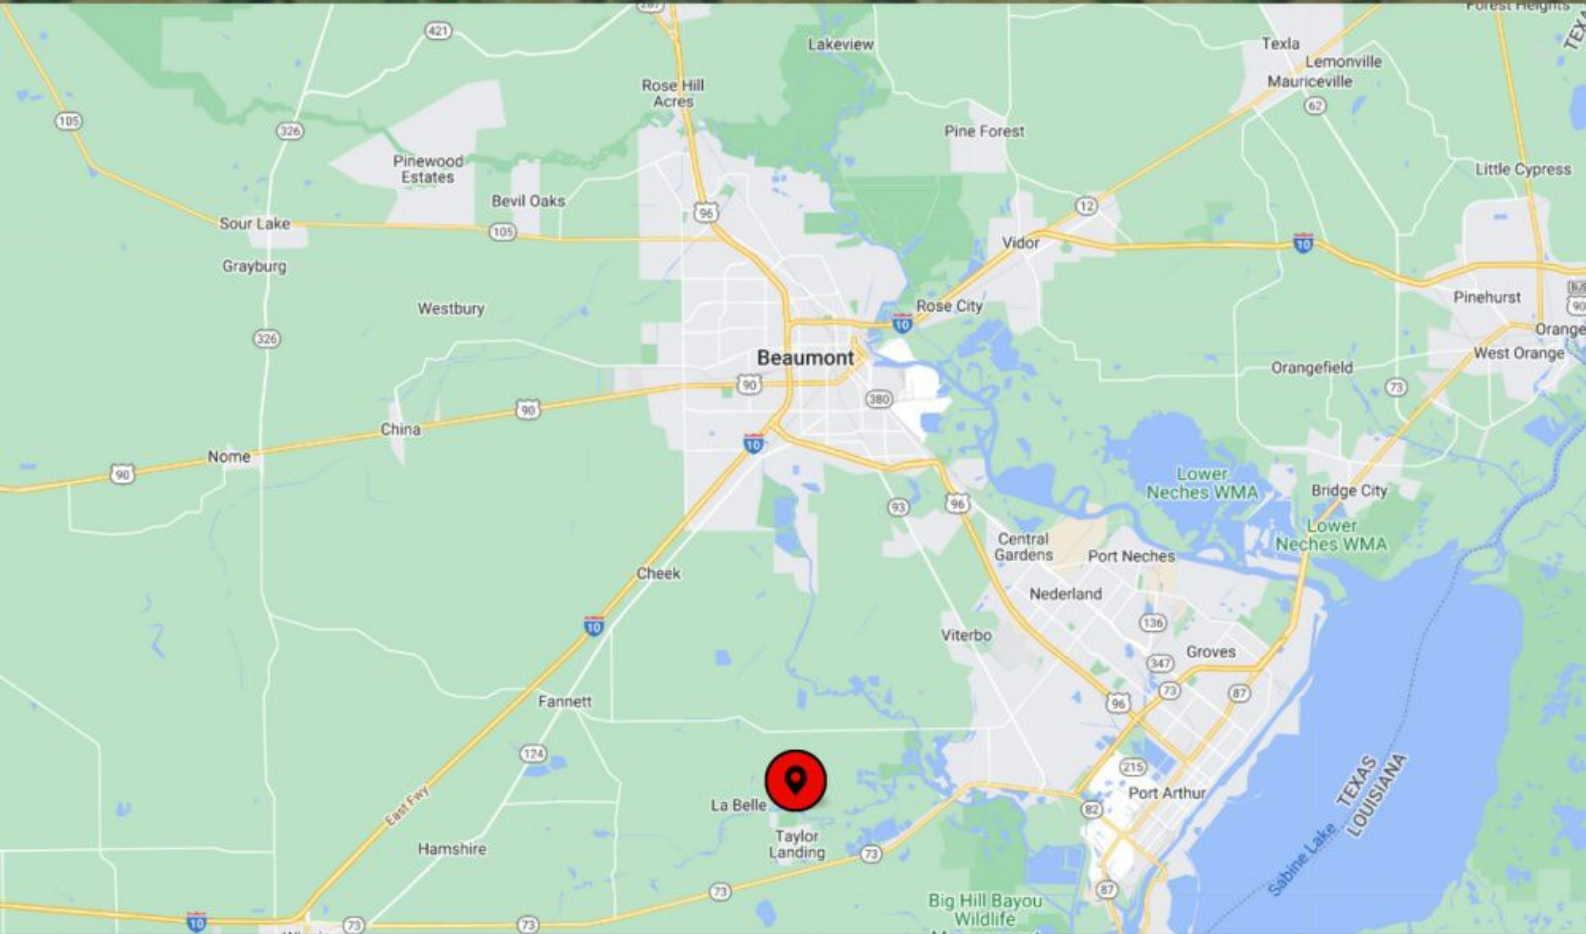 287
Forest Heights
421
Lakeview
Texla
Lemonville
Mauriceville
62
Rose Hill
Acres
105
326
Pine Forest
Pinewood
Estates
Little Cypress
Bevil Oaks
96
12
Sour Lake
105
Vidor
10
Grayburg
Westbury
Rose City
Pinehurst
10
90
326
Orange
Beaumont
West Orange
Orangefield
90
380
73
90
China
10
Nome
90
Lower
Neches WMA
Bridge City
93
96
Lower
Neches WMA
Central
Gardens
Port Neches
Cheek
Nederland
10
136
Viterbo
Groves
347
73
87
Fannett
96
124
215
TEXAS
LOUISIANA
Port Arthur
La Belle
East Fwy
82
Taylor
Landing
Hamshire
73
Sabine Lake
73
87
Big Hill Bayou
Wildlife
10
73
73